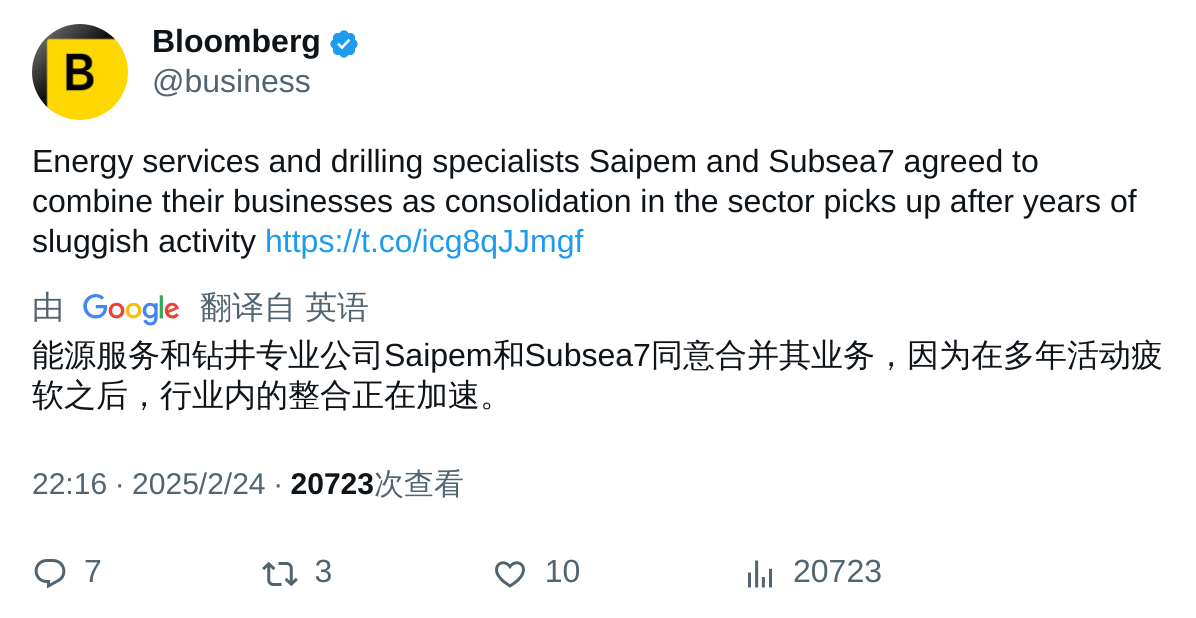 B
Bloomberg
@business
Energy services and drilling specialists Saipem and Subsea7 agreed to
combine their businesses as consolidation in the sector picks up after years of
sluggish activity https://t.co/icg8qJJmgf
由 Google 翻译自 英语
能源服务和钻井专业公司Saipem和Subsea7同意合并其业务，因为在多年活动疲
软之后，行业内的整合正在加速。
22:16 · 2025/2/24 · 20723次查看
7 3 10 20723